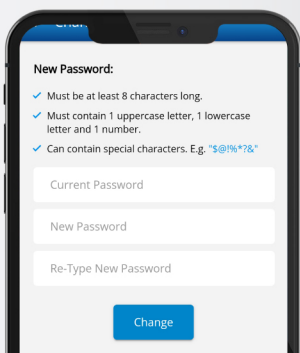 New Password:
Must be at least 8 characters long.
Must contain 1 uppercase letter, 1 lowercase
letter and 1 number.
Can contain special characters. E.g. "$@!%*?&"
Current Password
New Password
Re-Type New Password
Change